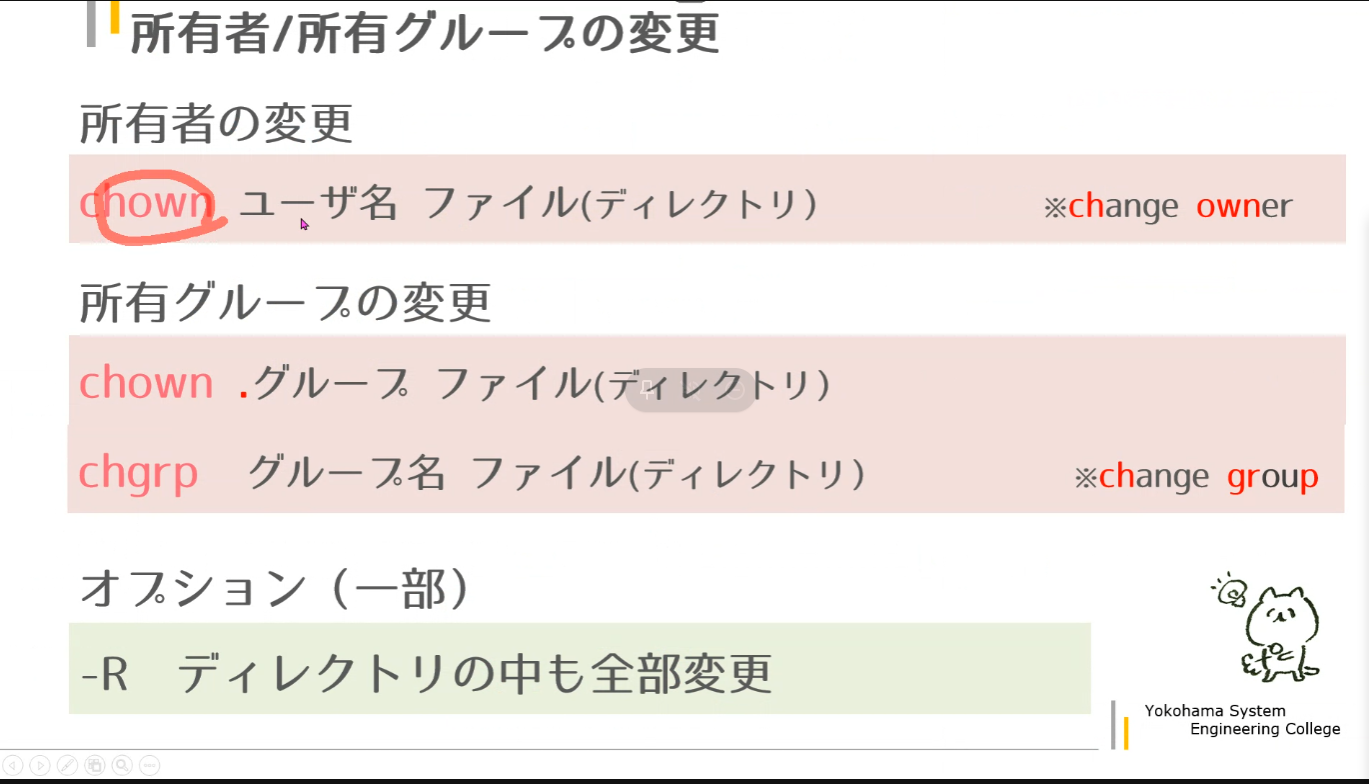 所有者/所有グループの変更
所有者の変更
chown ユーザ名 ファイル(ディレクトリ) ※change owner
所有グループの変更
chown .グループ ファイル(ディレクトリ)
chgrp グループ名 ファイル(ディレクトリ) ※change group
オプション（一部）
-R ディレクトリの中も全部変更
Yokohama System
Engineering College